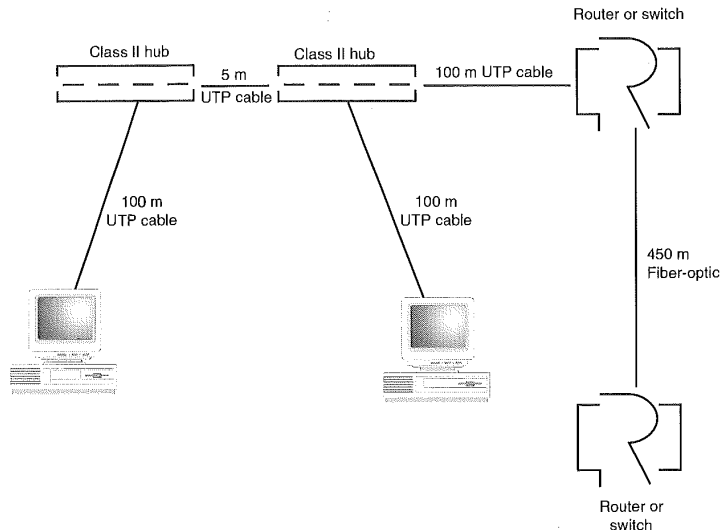 Router or switch
Class II hub
Class II hub
5 m
UTP cable
100 m UTP cable
100 m
UTP cable
100 m
UTP cable
450 m
Fiber-optic
Router or
switch